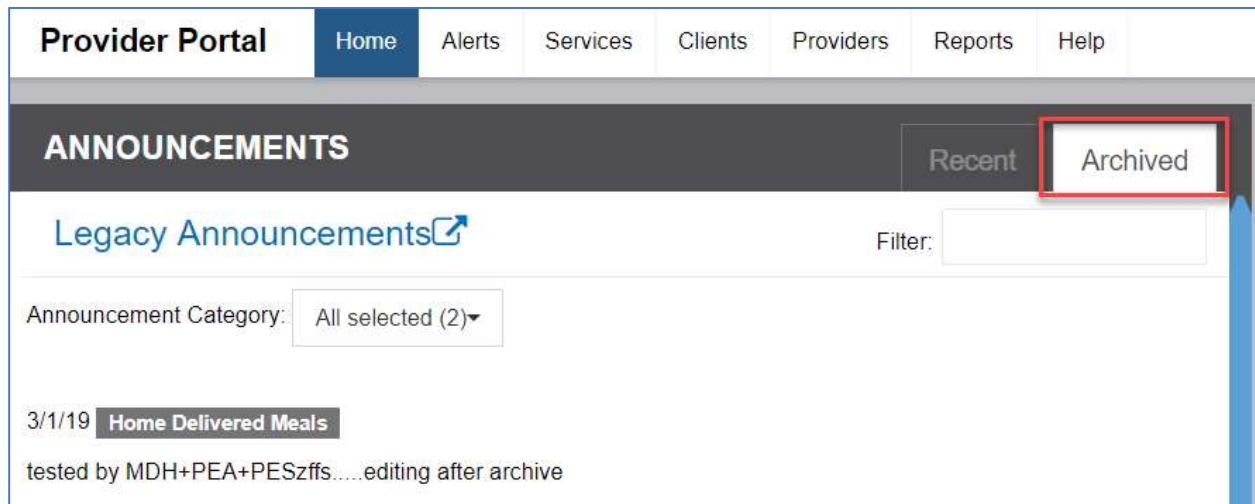 Provider Portal Home Alerts Services Clients Providers Reports Help
ANNOUNCEMENTS Recent Archived
Legacy Announcements Filter:
Announcement Category: All selected (2)
3/1/19 Home Delivered Meals
tested by MDH+PEA+PESzffs.....editing after archive